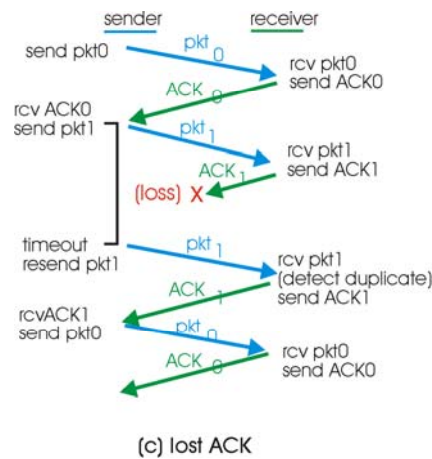 sender receiver
send pkt0
pkt0
rcv pkt0
send ACK0
ACK0
rcv ACK0
send pkt1
pkt1
rcv pkt1
send ACK1
ACK1
(loss) X
timeout
resend pkt1
pkt1
rcv pkt1
(detect duplicate)
send ACK1
ACK1
rcvACK1
send pkt0
pkt0
rcv pkt0
send ACK0
ACK0
(c) lost ACK